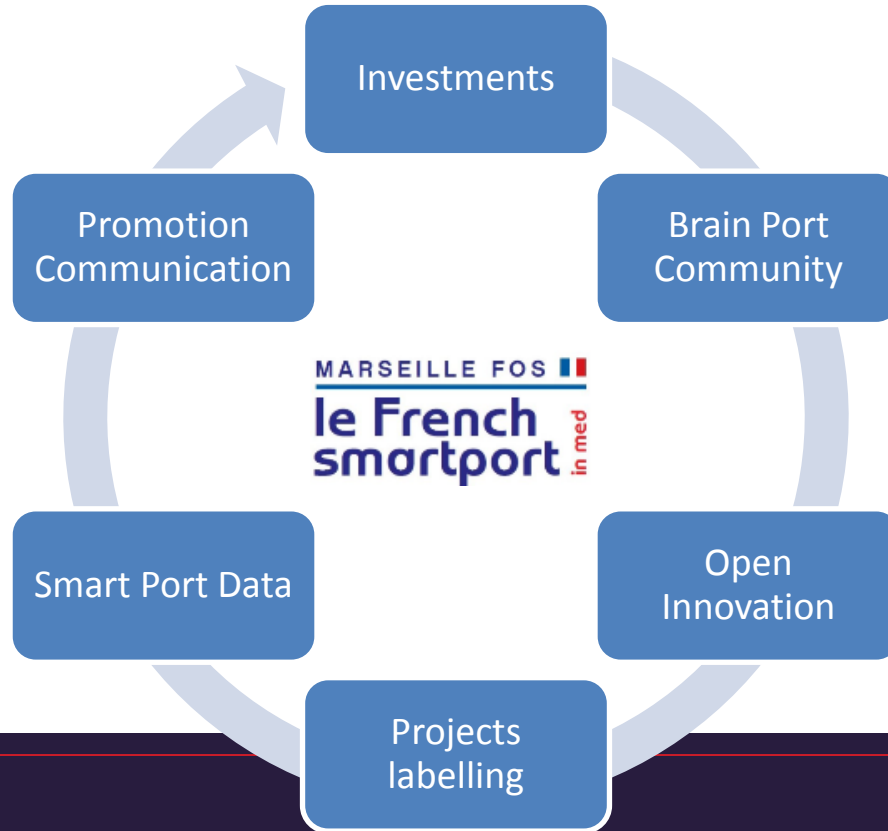 Investments
Brain Port
Community
Open
Innovation
Projects
labelling
Smart Port Data
Promotion
Communication
MARSEILLE FOS
le French
smartport
in med